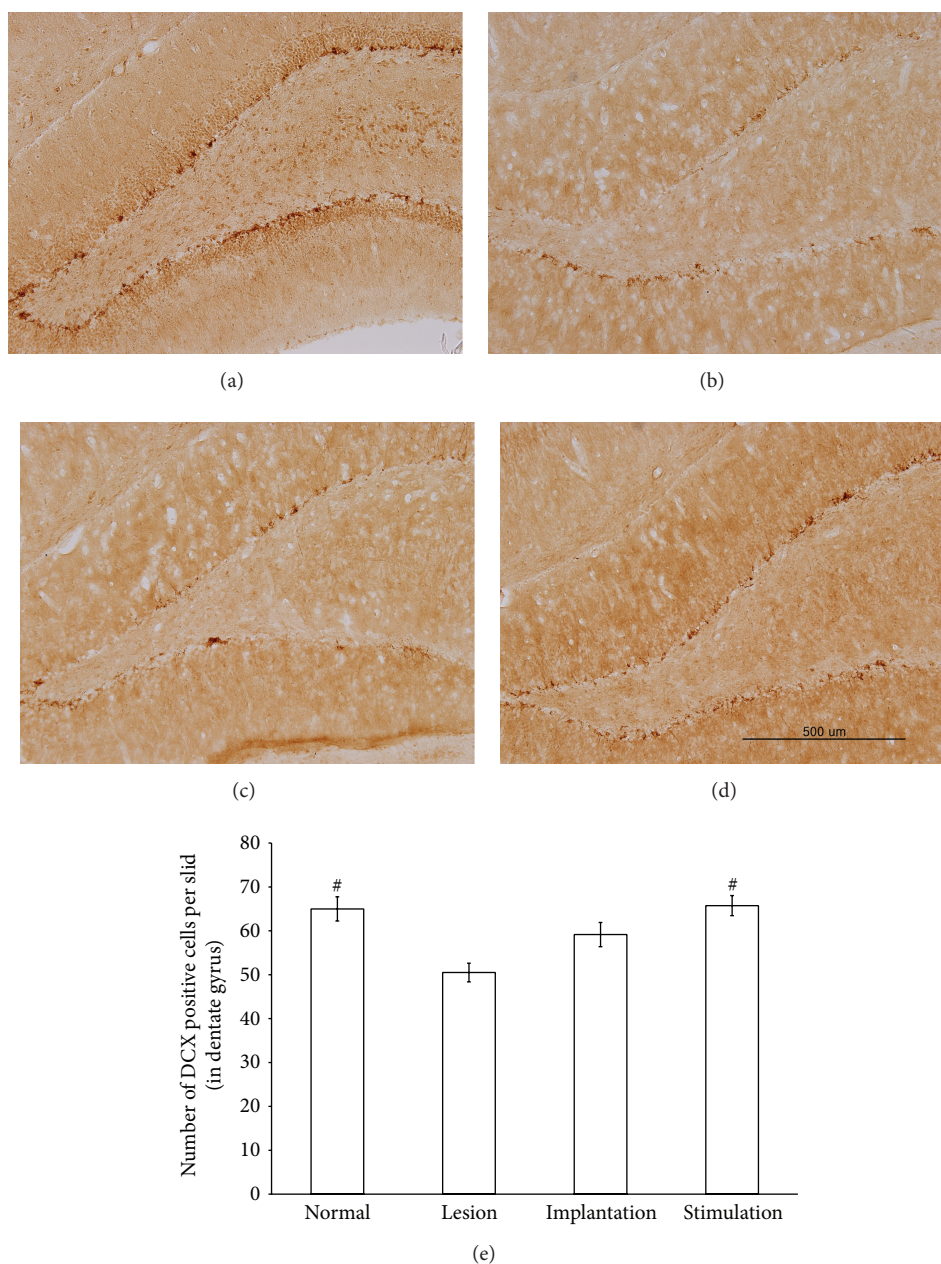 (a)
(b)
(c)
500 um
(d)
Number of DCX positive cells per slid
(in dentate gyrus)
80
70
60
50
40
30
20
10
0
#
#
Normal Lesion Implantation Stimulation
(e)